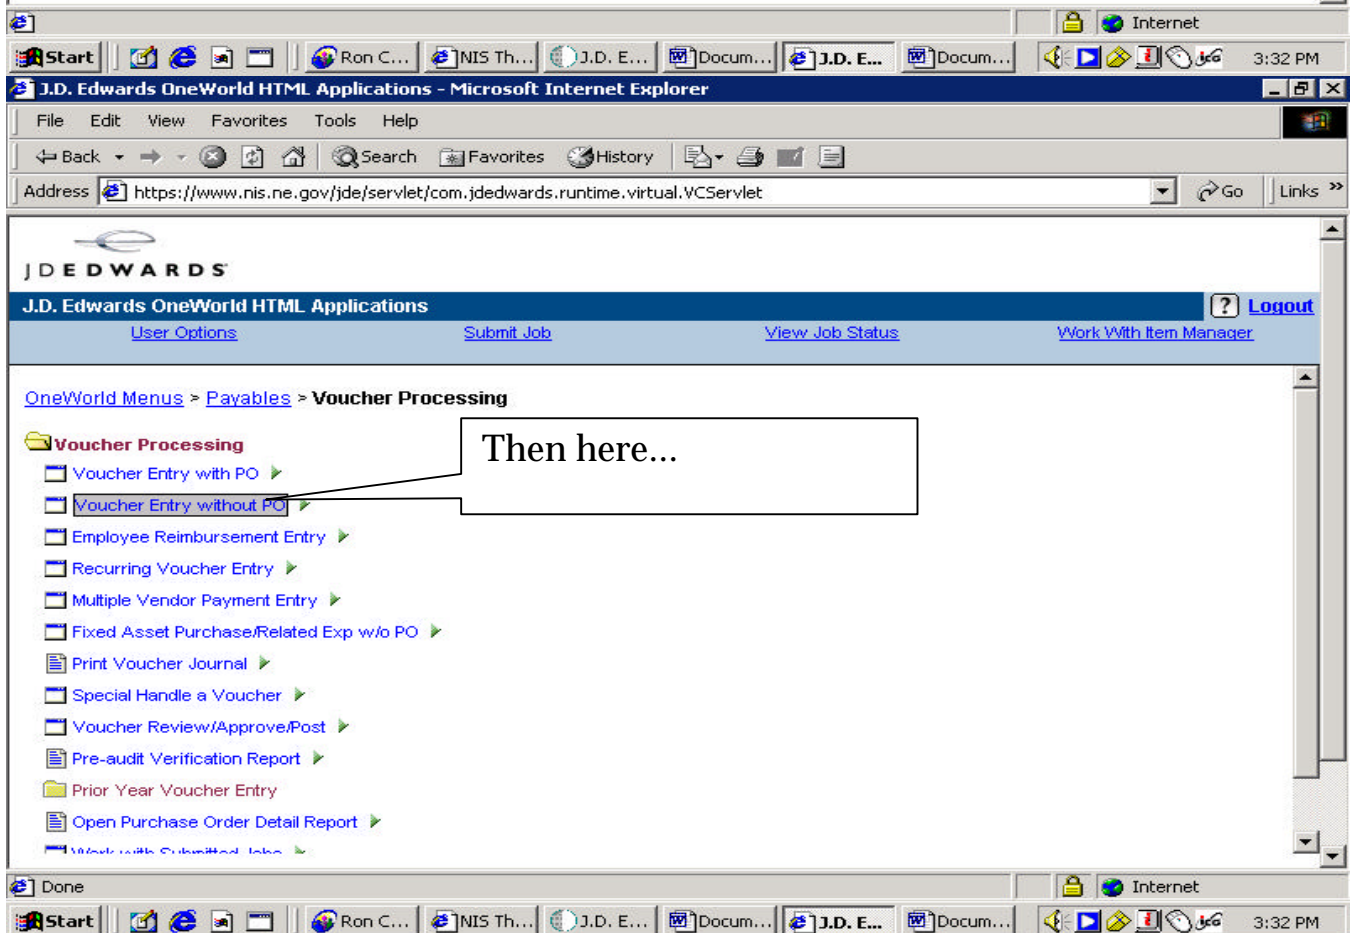 Internet
Start Ron C... NIS Th... J.D. E... Docum... J.D. E... Docum... 3:32 PM
J.D. Edwards OneWorld HTML Applications - Microsoft Internet Explorer
File Edit View Favorites Tools Help
Back Search Favorites History
Address https://www.nis.ne.gov/jde/servlet/com.jdedwards.runtime.virtual.VCServlet Go Links »
JDEDWARDS
J.D. Edwards OneWorld HTML Applications ? Logout
User Options Submit Job View Job Status Work With Item Manager
OneWorld Menus > Payables > Voucher Processing
Then here...
Voucher Processing
Voucher Entry with PO
Voucher Entry without PO
Employee Reimbursement Entry
Recurring Voucher Entry
Multiple Vendor Payment Entry
Fixed Asset Purchase/Related Exp w/o PO
Print Voucher Journal
Special Handle a Voucher
Voucher Review/Approve/Post
Pre-audit Verification Report
Prior Year Voucher Entry
Open Purchase Order Detail Report
Work with Submitted Jobs
Done Internet
Start Ron C... NIS Th... J.D. E... Docum... J.D. E... Docum... 3:32 PM